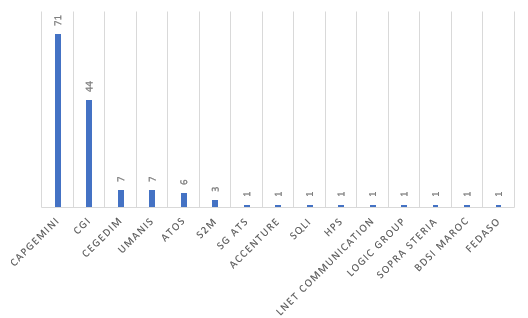 71
44
7
7
6
3
1
1
1
1
1
1
1
1
1
CAPGEMINI
CGI
CEGEDIM
UMANIS
ATOS
S2M
SG ATS
ACCENTURE
SQLI
HPS
LNET COMMUNICATION
LOGIC GROUP
SOPRA STERIA
BDSI MAROC
FEDASO